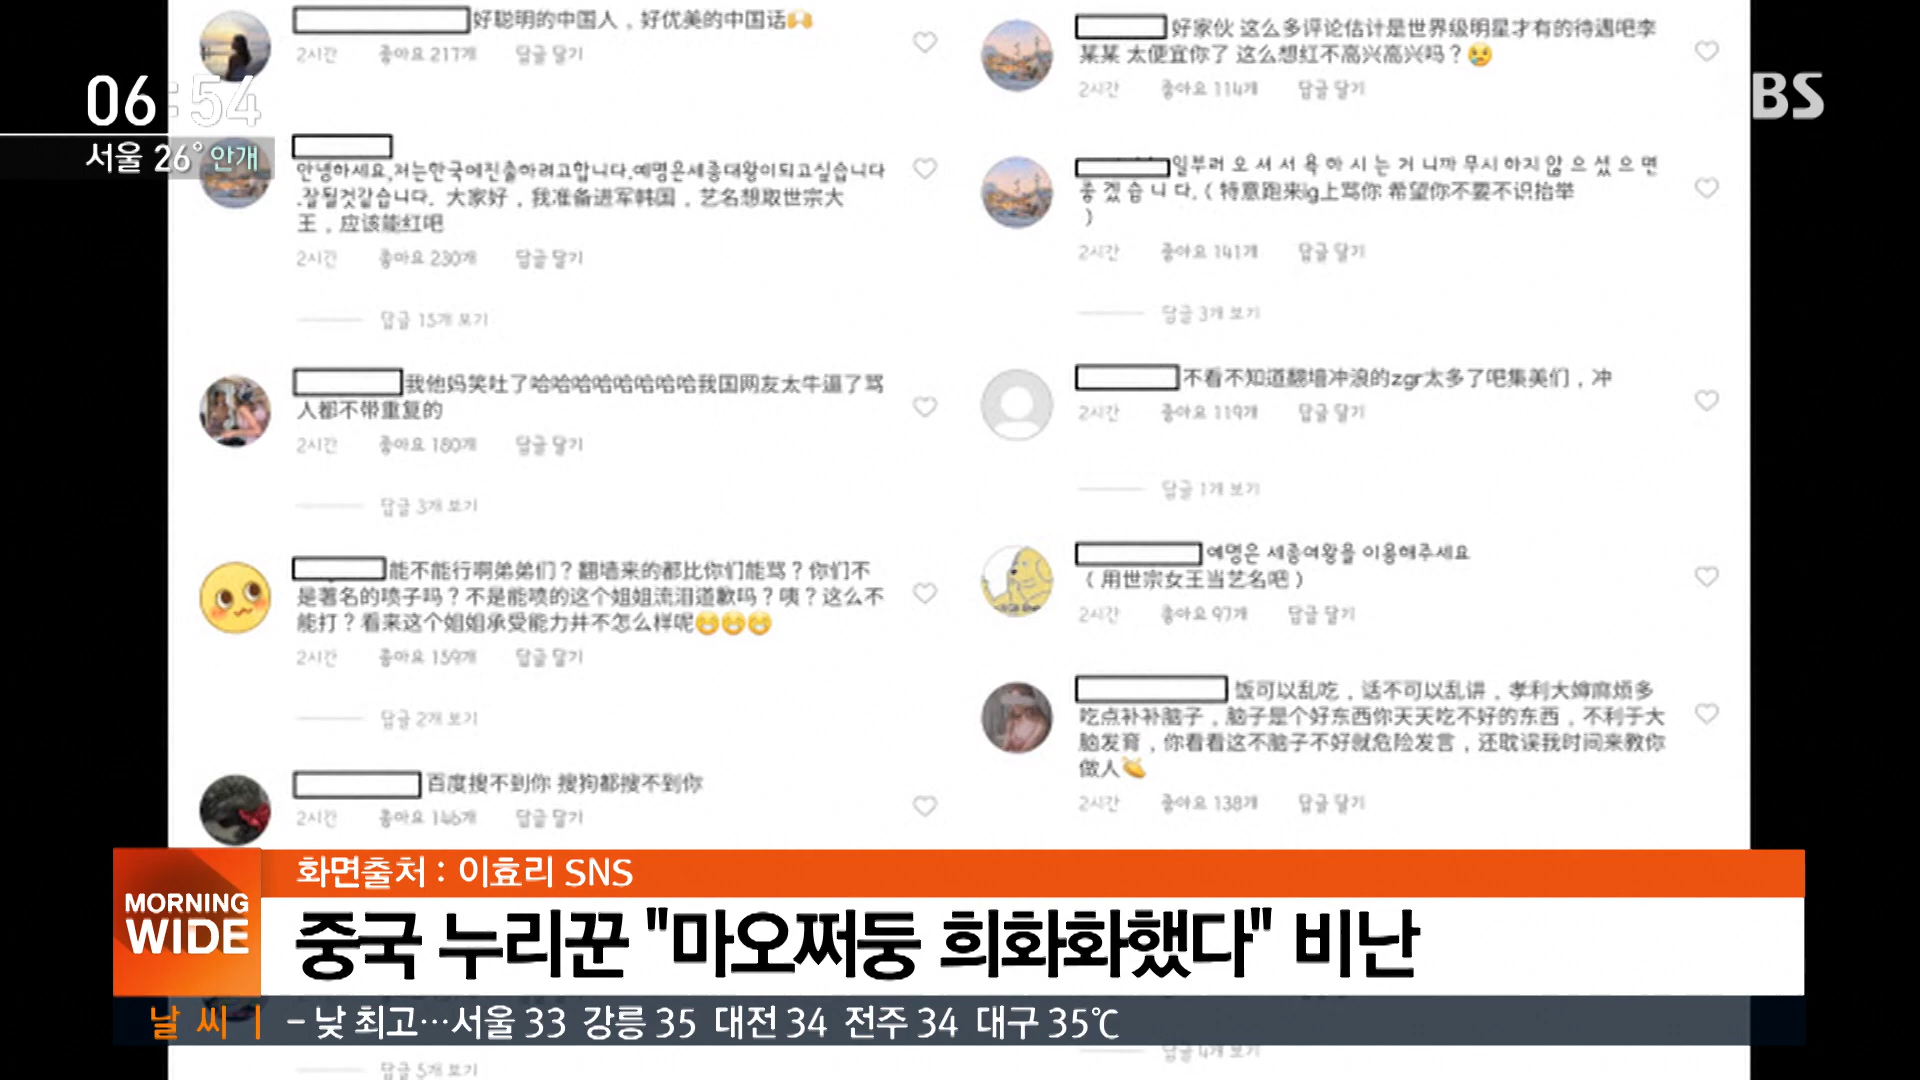 06:54
서울 26° 안개
SBS
好聪明的中国人，好优美的中国话🙌
2시간 좋아요 217개 답글 달기
안녕하세요,저는한국에진출하려고합니다.예명은세종대왕이되고싶습니다
.잘될것같습니다. 大家好，我准备进军韩国，艺名想取世宗大
王，应该能红吧
2시간 좋아요 230개 답글 달기
답글 15개 보기
我他妈笑吐了哈哈哈哈哈哈哈哈我国网友太牛逼了骂
人都不带重复的
2시간 좋아요 180개 답글 달기
답글 3개 보기
能不能行啊弟弟们？翻墙来的都比你们能骂？你们不
是著名的喷子吗？不是能喷的这个姐姐流泪道歉吗？咦？这么不
能打？看来这个姐姐承受能力并不怎么样呢😁😁😁
2시간 좋아요 159개 답글 달기
답글 2개 보기
百度搜不到你 搜狗都搜不到你
2시간 좋아요 146개 답글 달기
好家伙 这么多评论估计是世界级明星才有的待遇吧李
某某 太便宜你了 这么想红不高兴高兴吗？😢
2시간 좋아요 114개 답글 달기
일부러 오 셔 서 욕 하 시 는 거 니까 무시 하지 않 으 셨 으 면
좋 겠 습 니 다.（特意跑来ig上骂你 希望你不要不识抬举
）
2시간 좋아요 141개 답글 달기
답글 3개 보기
不看不知道翻墙冲浪的zgr太多了吧集美们，冲
2시간 좋아요 119개 답글 달기
답글 1개 보기
예명은 세종여왕을 이용해주세요
（用世宗女王当艺名吧）
2시간 좋아요 97개 답글 달기
饭可以乱吃，话不可以乱讲，孝利大婶麻烦多
吃点补补脑子，脑子是个好东西你天天吃不好的东西，不利于大
脑发育，你看看这不脑子不好就危险发言，还耽误我时间来教你
做人👏
2시간 좋아요 138개 답글 달기
화면출처 : 이효리 SNS
MORNING
WIDE
중국 누리꾼 "마오쩌둥 희화화했다" 비난
날 씨 | - 낮 최고…서울 33 강릉 35 대전 34 전주 34 대구 35℃
답글 5개 보기
답글 4개 보기